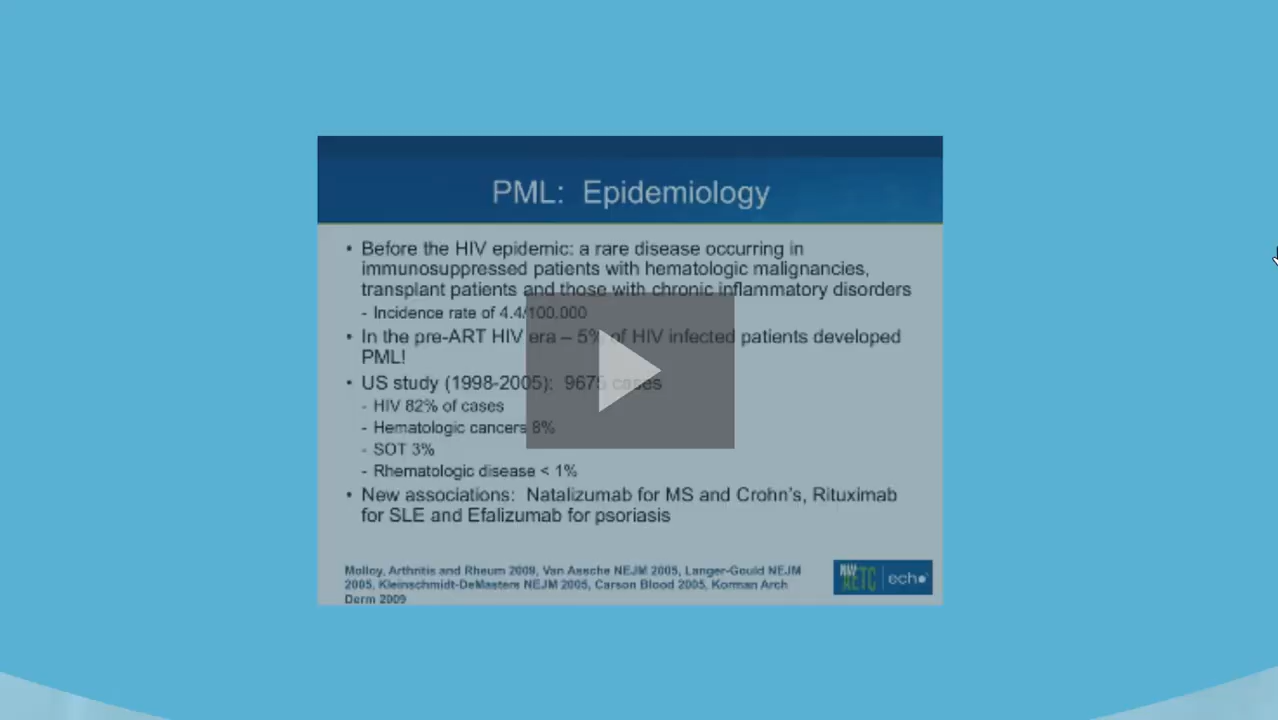 PML: Epidemiology
• Before the HIV epidemic: a rare disease occurring in
immunosuppressed patients with hematologic malignancies,
transplant patients and those with chronic inflammatory disorders
- Incidence rate of 4.4/100,000
• In the pre-ART HIV era – 5% of HIV infected patients developed
PML!
• US study (1998-2005): 9675 cases
- HIV 82% of cases
- Hematologic cancers 8%
- SOT 3%
- Rhematologic disease < 1%
• New associations: Natalizumab for MS and Crohn's, Rituximab
for SLE and Efalizumab for psoriasis
Molloy, Arthritis and Rheum 2009, Van Assche NEJM 2005, Langer-Gould NEJM
2005, Kleinschmidt-DeMasters NEJM 2005, Carson Blood 2005, Korman Arch
Derm 2009
NW AETC echo